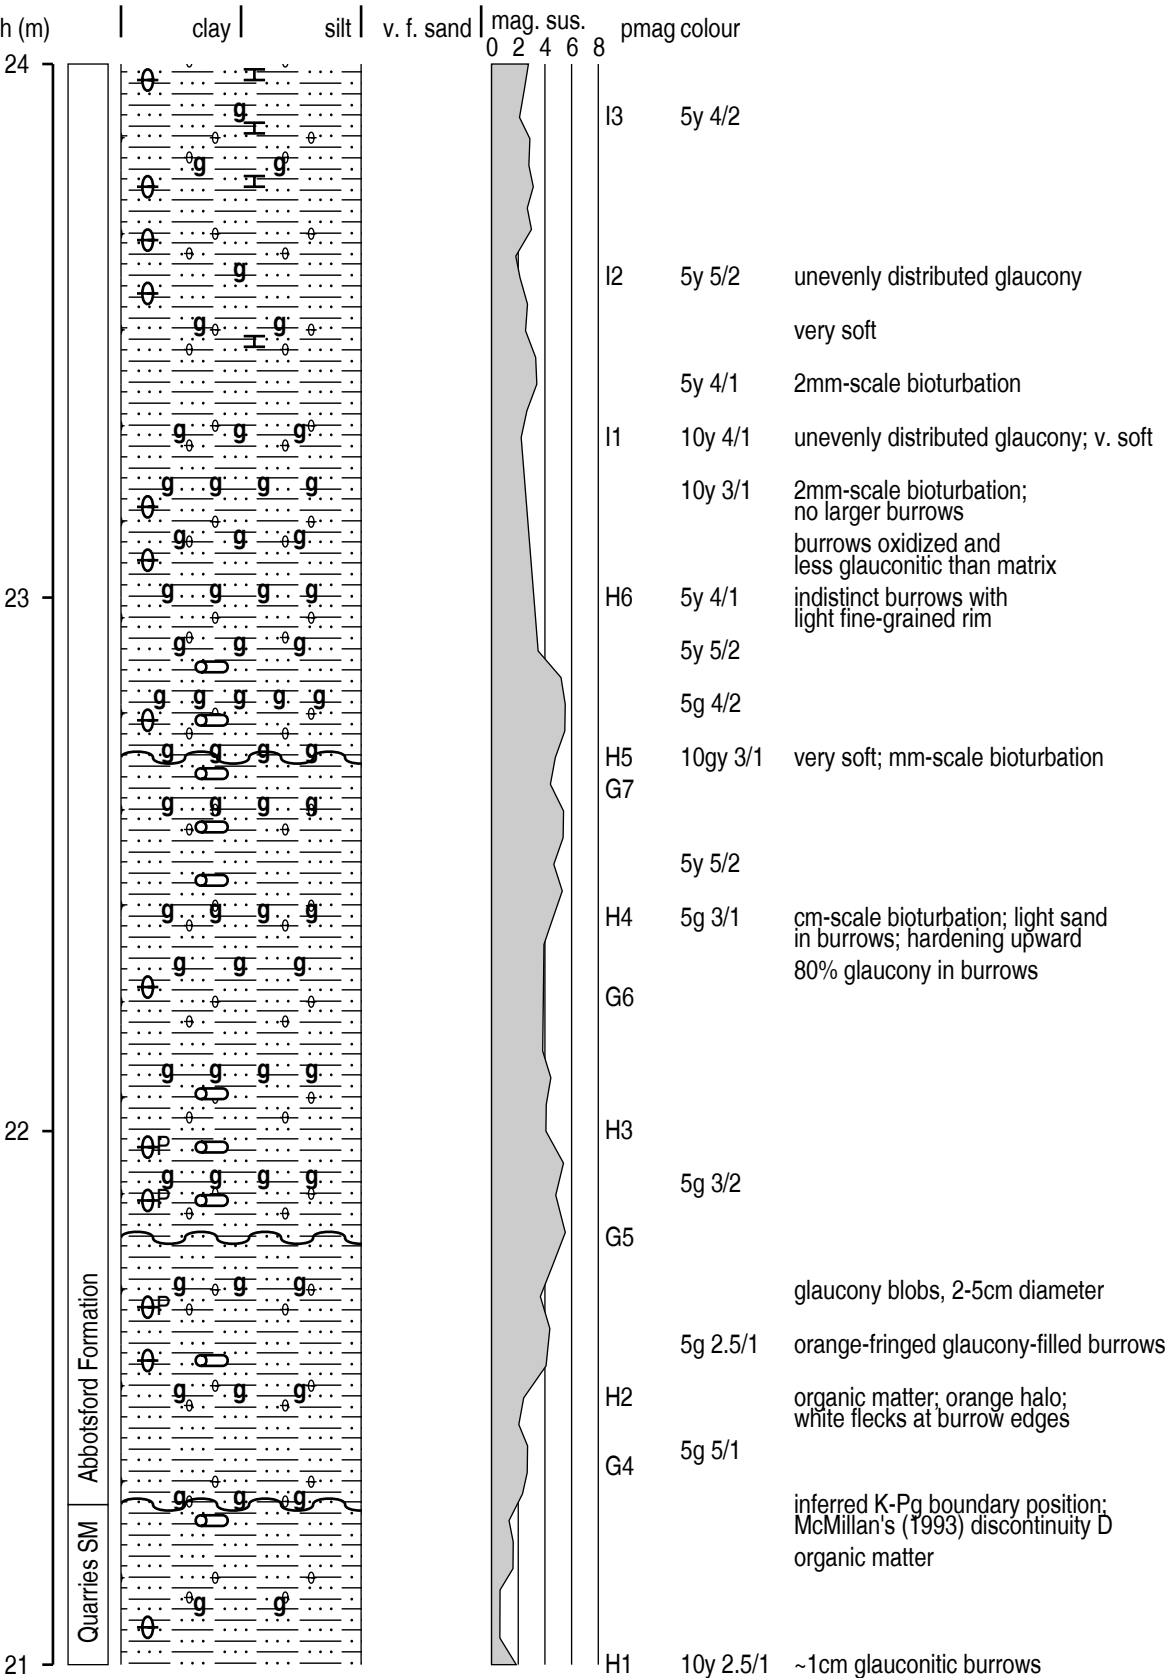 h (m) clay silt v. f. sand mag. sus. pmag colour
0 2 4 6 8
24
I3 5y 4/2
I2 5y 5/2 unevenly distributed glaucony
very soft
5y 4/1 2mm-scale bioturbation
I1 10y 4/1 unevenly distributed glaucony; v. soft
10y 3/1 2mm-scale bioturbation;
no larger burrows
burrows oxidized and
less glauconitic than matrix
23 H6 5y 4/1 indistinct burrows with
light fine-grained rim
5y 5/2
5g 4/2
H5 10gy 3/1 very soft; mm-scale bioturbation
G7
5y 5/2
H4 5g 3/1 cm-scale bioturbation; light sand
in burrows; hardening upward
80% glaucony in burrows
G6
22 H3
5g 3/2
G5
glaucony blobs, 2-5cm diameter
5g 2.5/1 orange-fringed glaucony-filled burrows
H2 organic matter; orange halo;
white flecks at burrow edges
5g 5/1
G4
inferred K-Pg boundary position;
McMillan's (1993) discontinuity D
organic matter
21 H1 10y 2.5/1 ~1cm glauconitic burrows
Abbotsford Formation
Quarries SM